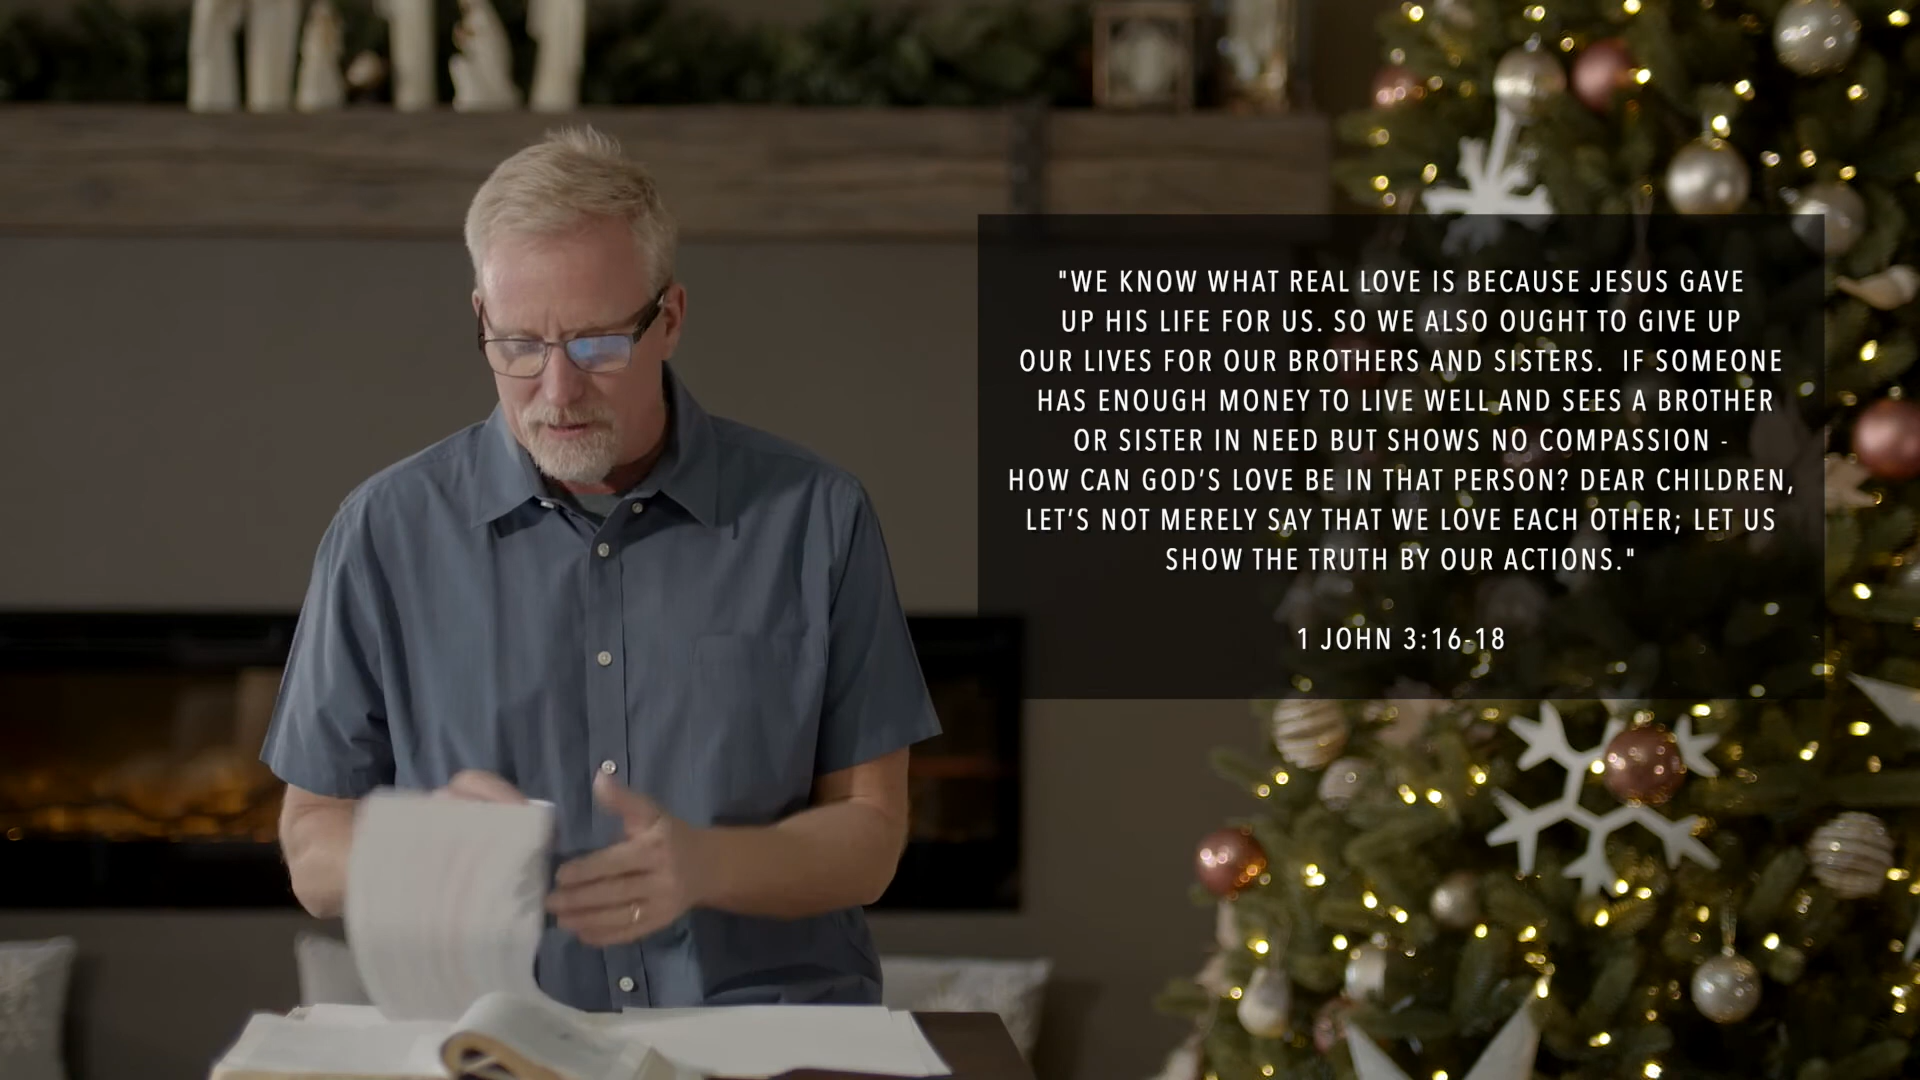 "WE KNOW WHAT REAL LOVE IS BECAUSE JESUS GAVE
UP HIS LIFE FOR US. SO WE ALSO OUGHT TO GIVE UP
OUR LIVES FOR OUR BROTHERS AND SISTERS.  IF SOMEONE
HAS ENOUGH MONEY TO LIVE WELL AND SEES A BROTHER
OR SISTER IN NEED BUT SHOWS NO COMPASSION -
HOW CAN GOD'S LOVE BE IN THAT PERSON? DEAR CHILDREN,
LET'S NOT MERELY SAY THAT WE LOVE EACH OTHER; LET US
SHOW THE TRUTH BY OUR ACTIONS."
1 JOHN 3:16-18